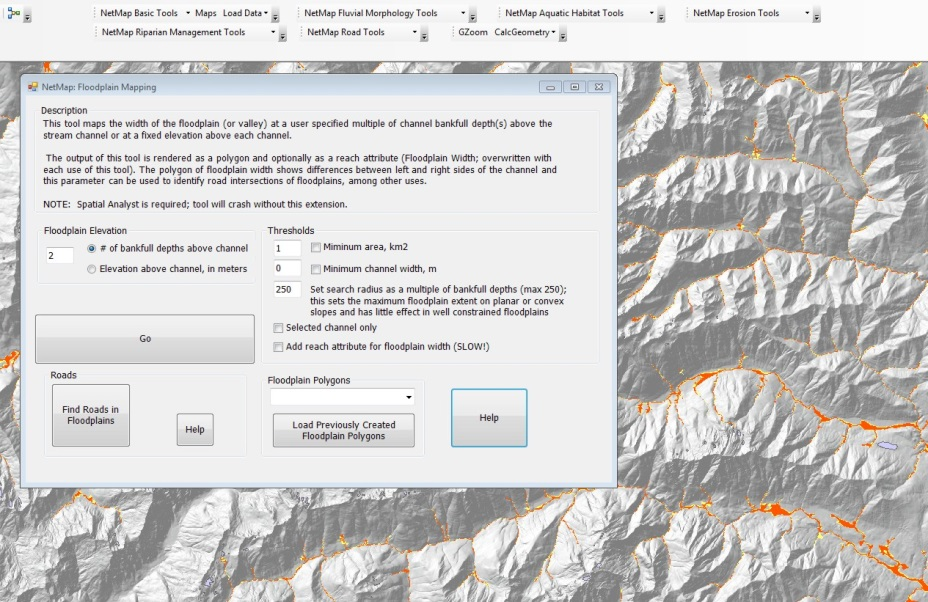 NetMap Basic Tools Maps Load Data NetMap Fluvial Morphology Tools NetMap Aquatic Habitat Tools NetMap Erosion Tools
NetMap Riparian Management Tools NetMap Road Tools GZoom CalcGeometry
NetMap: Floodplain Mapping
Description
This tool maps the width of the floodplain (or valley) at a user specified multiple of channel bankfull depth(s) above the
stream channel or at a fixed elevation above each channel.
The output of this tool is rendered as a polygon and optionally as a reach attribute (Floodplain Width; overwritten with
each use of this tool). The polygon of floodplain width shows differences between left and right sides of the channel and
this parameter can be used to identify road intersections of floodplains, among other uses.
NOTE: Spatial Analyst is required; tool will crash without this extension.
Floodplain Elevation
2
# of bankfull depths above channel
Elevation above channel, in meters
Thresholds
1 Miminum area, km2
0 Minimum channel width, m
250 Set search radius as a multiple of bankfull depths (max 250);
this sets the maximum floodplain extent on planar or convex
slopes and has little effect in well constrained floodplains
Selected channel only
Add reach attribute for floodplain width (SLOW!)
Go
Roads
Find Roads in
Floodplains
Help
Floodplain Polygons
Load Previously Created
Floodplain Polygons
Help